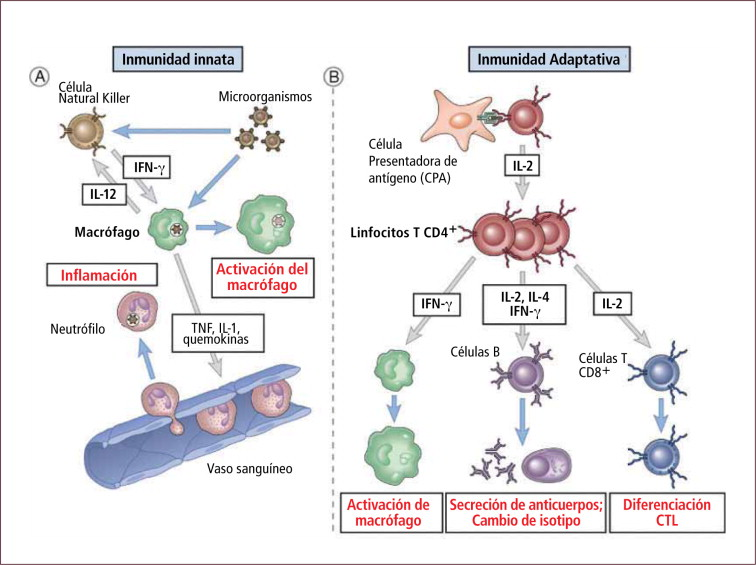 Inmunidad innata
A
Célula
Natural Killer
Microorganismos
IFN-γ
IL-12
Macrófago
Activación del
macrófago
Inflamación
Neutrófilo
TNF, IL-1,
quemokinas
Vaso sanguíneo
Inmunidad Adaptativa
B
Célula
Presentadora de
antígeno (CPA)
IL-2
Linfocitos T CD4+
IFN-γ
IL-2, IL-4
IFN-γ
IL-2
Células B
Células T
CD8+
Activación de
macrófago
Secreción de anticuerpos;
Cambio de isotipo
Diferenciación
CTL